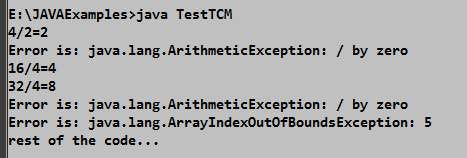 E:\JAVAExamples>java TestTCM
4/2=2
Error is: java.lang.ArithmeticException: / by zero
16/4=4
32/4=8
Error is: java.lang.ArithmeticException: / by zero
Error is: java.lang.ArrayIndexOutOfBoundsException: 5
rest of the code...